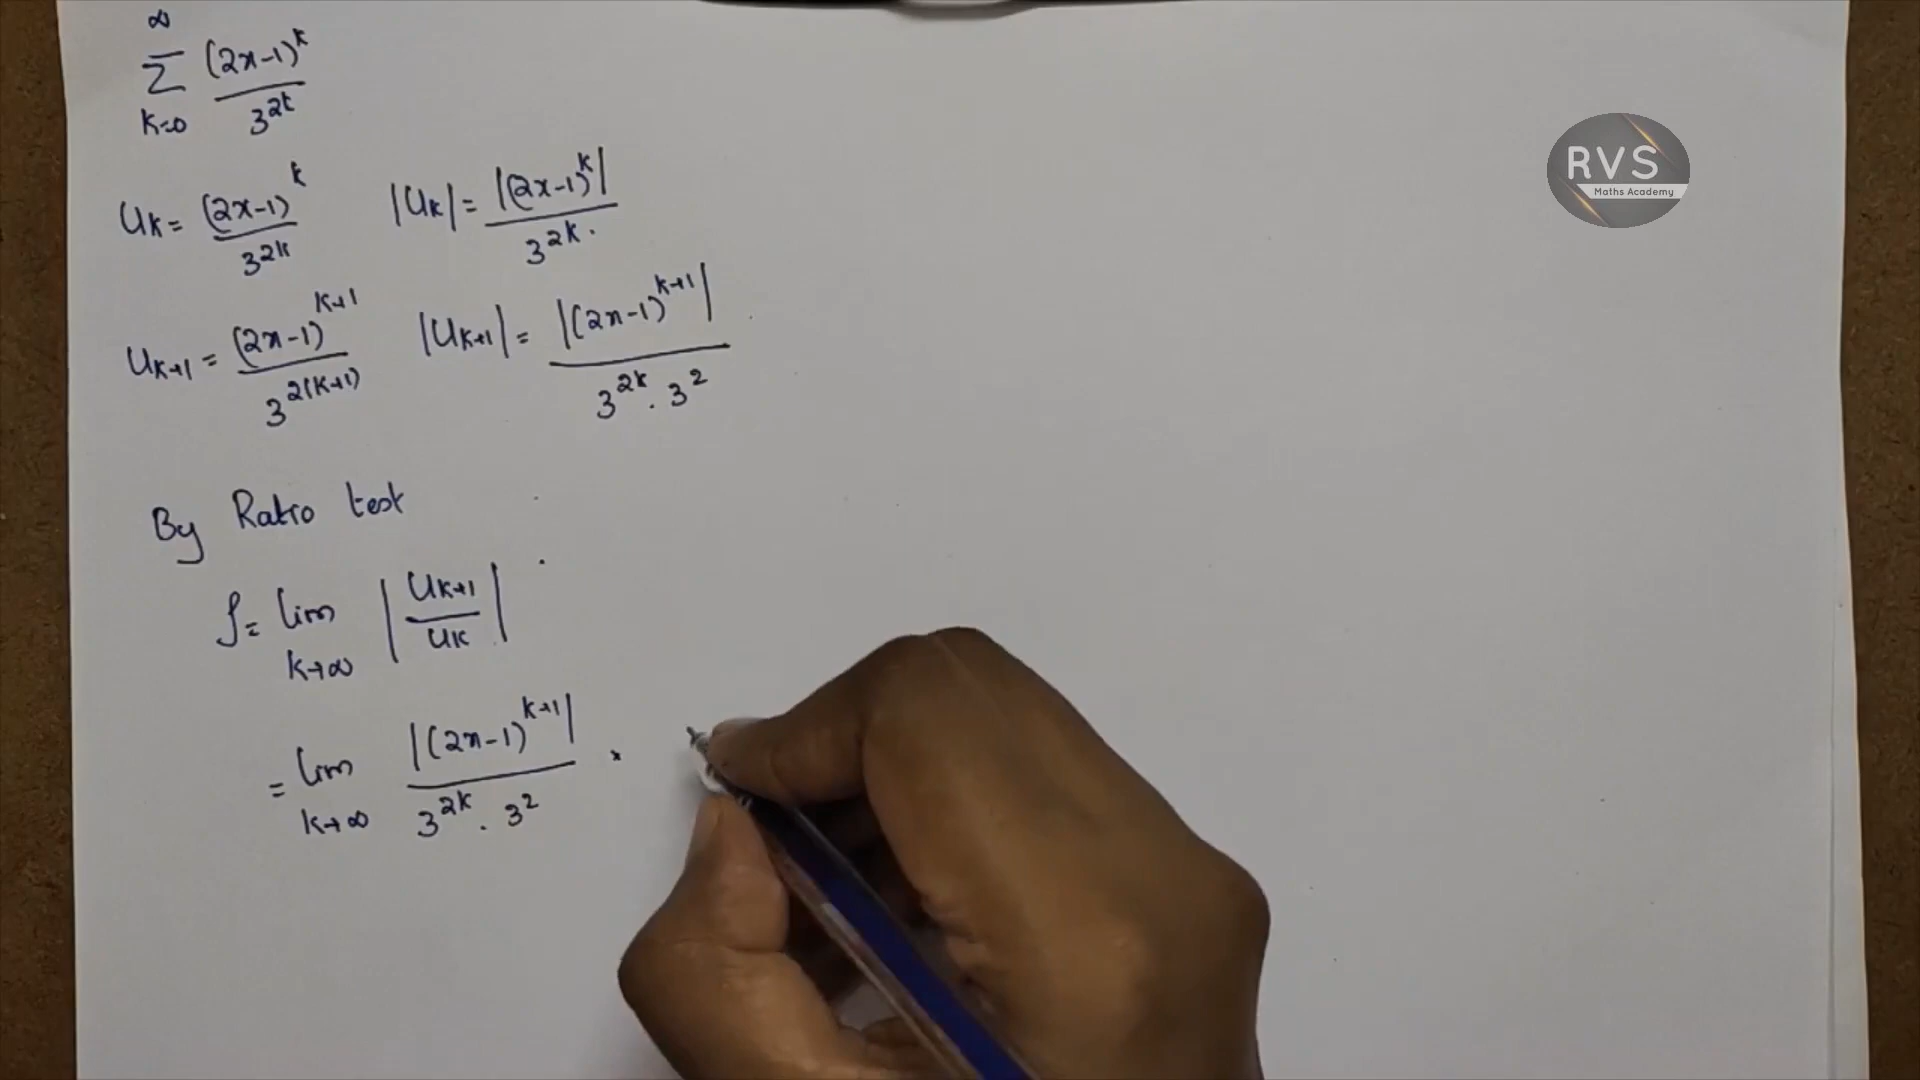 ∞
Σ (2x-1)^k / 3^2k
k=0
U_k = (2x-1)^k / 3^2k |U_k| = |(2x-1)^k| / 3^2k .
U_k+1 = (2x-1)^k+1 / 3^2(k+1) |U_k+1| = |(2x-1)^k+1| / 3^2k . 3^2
By Ratio test
ρ = lim k→∞ | U_k+1 / U_k |
= lim k→∞ |(2x-1)^k+1| / 3^2k . 3^2 ×
RVS
Maths Academy